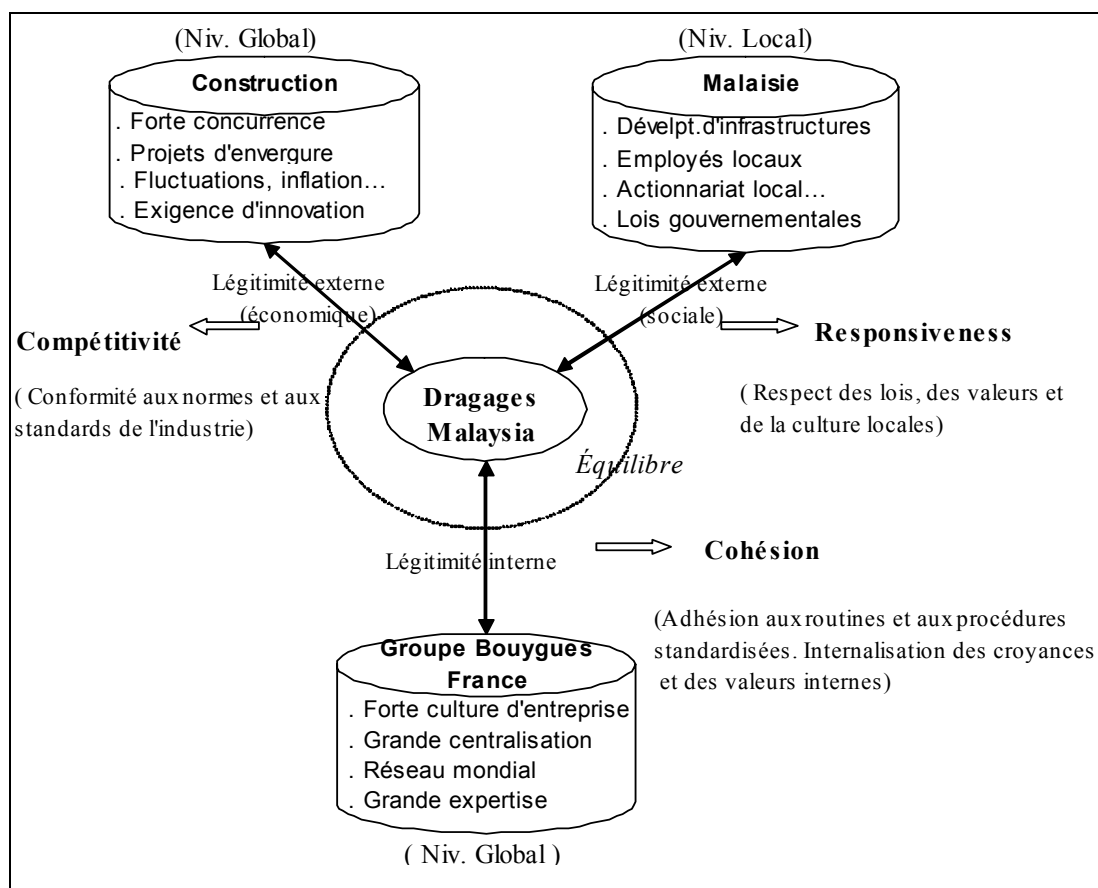 (Niv. Global)
Construction
. Forte concurrence
. Projets d'envergure
. Fluctuations, inflation…
. Exigence d'innovation
(Niv. Local)
Malaisie
. Dévelpt.d'infrastructures
. Employés locaux
. Actionnariat local…
. Lois gouvernementales
Légitimité externe
(économique)
Légitimité externe
(sociale)
Compétitivité
( Conformité aux normes et aux
standards de l'industrie)
Responsiveness
( Respect des lois, des valeurs et
de la culture locales)
Dragages
Malaysia
Équilibre
Légitimité interne
Cohésion
(Adhésion aux routines et aux procédures
standardisées. Internalisation des croyances
et des valeurs internes)
Groupe Bouygues
France
. Forte culture d'entreprise
. Grande centralisation
. Réseau mondial
. Grande expertise
( Niv. Global )